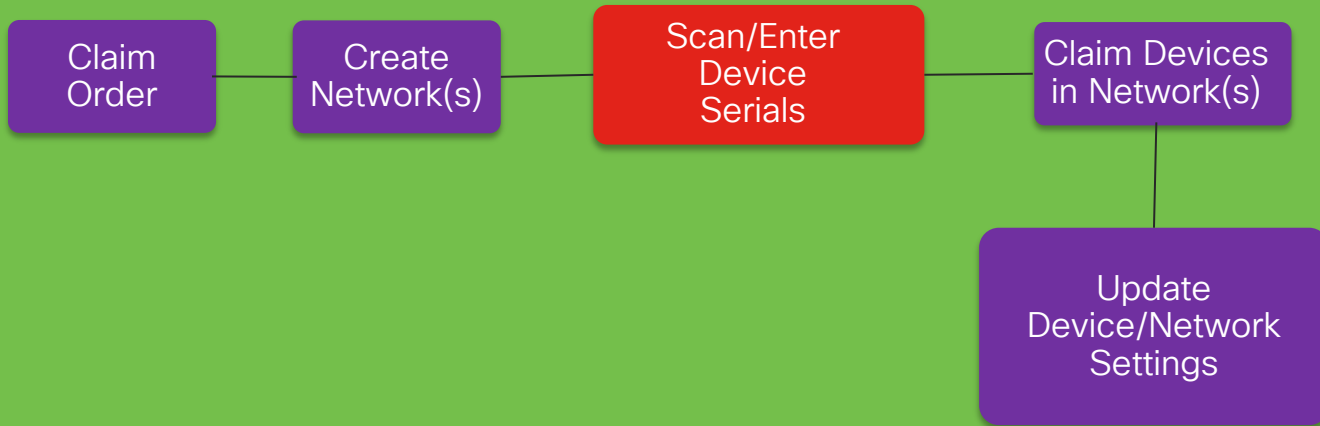 Claim
Order
Create
Network(s)
Scan/Enter
Device
Serials
Claim Devices
in Network(s)
Update
Device/Network
Settings